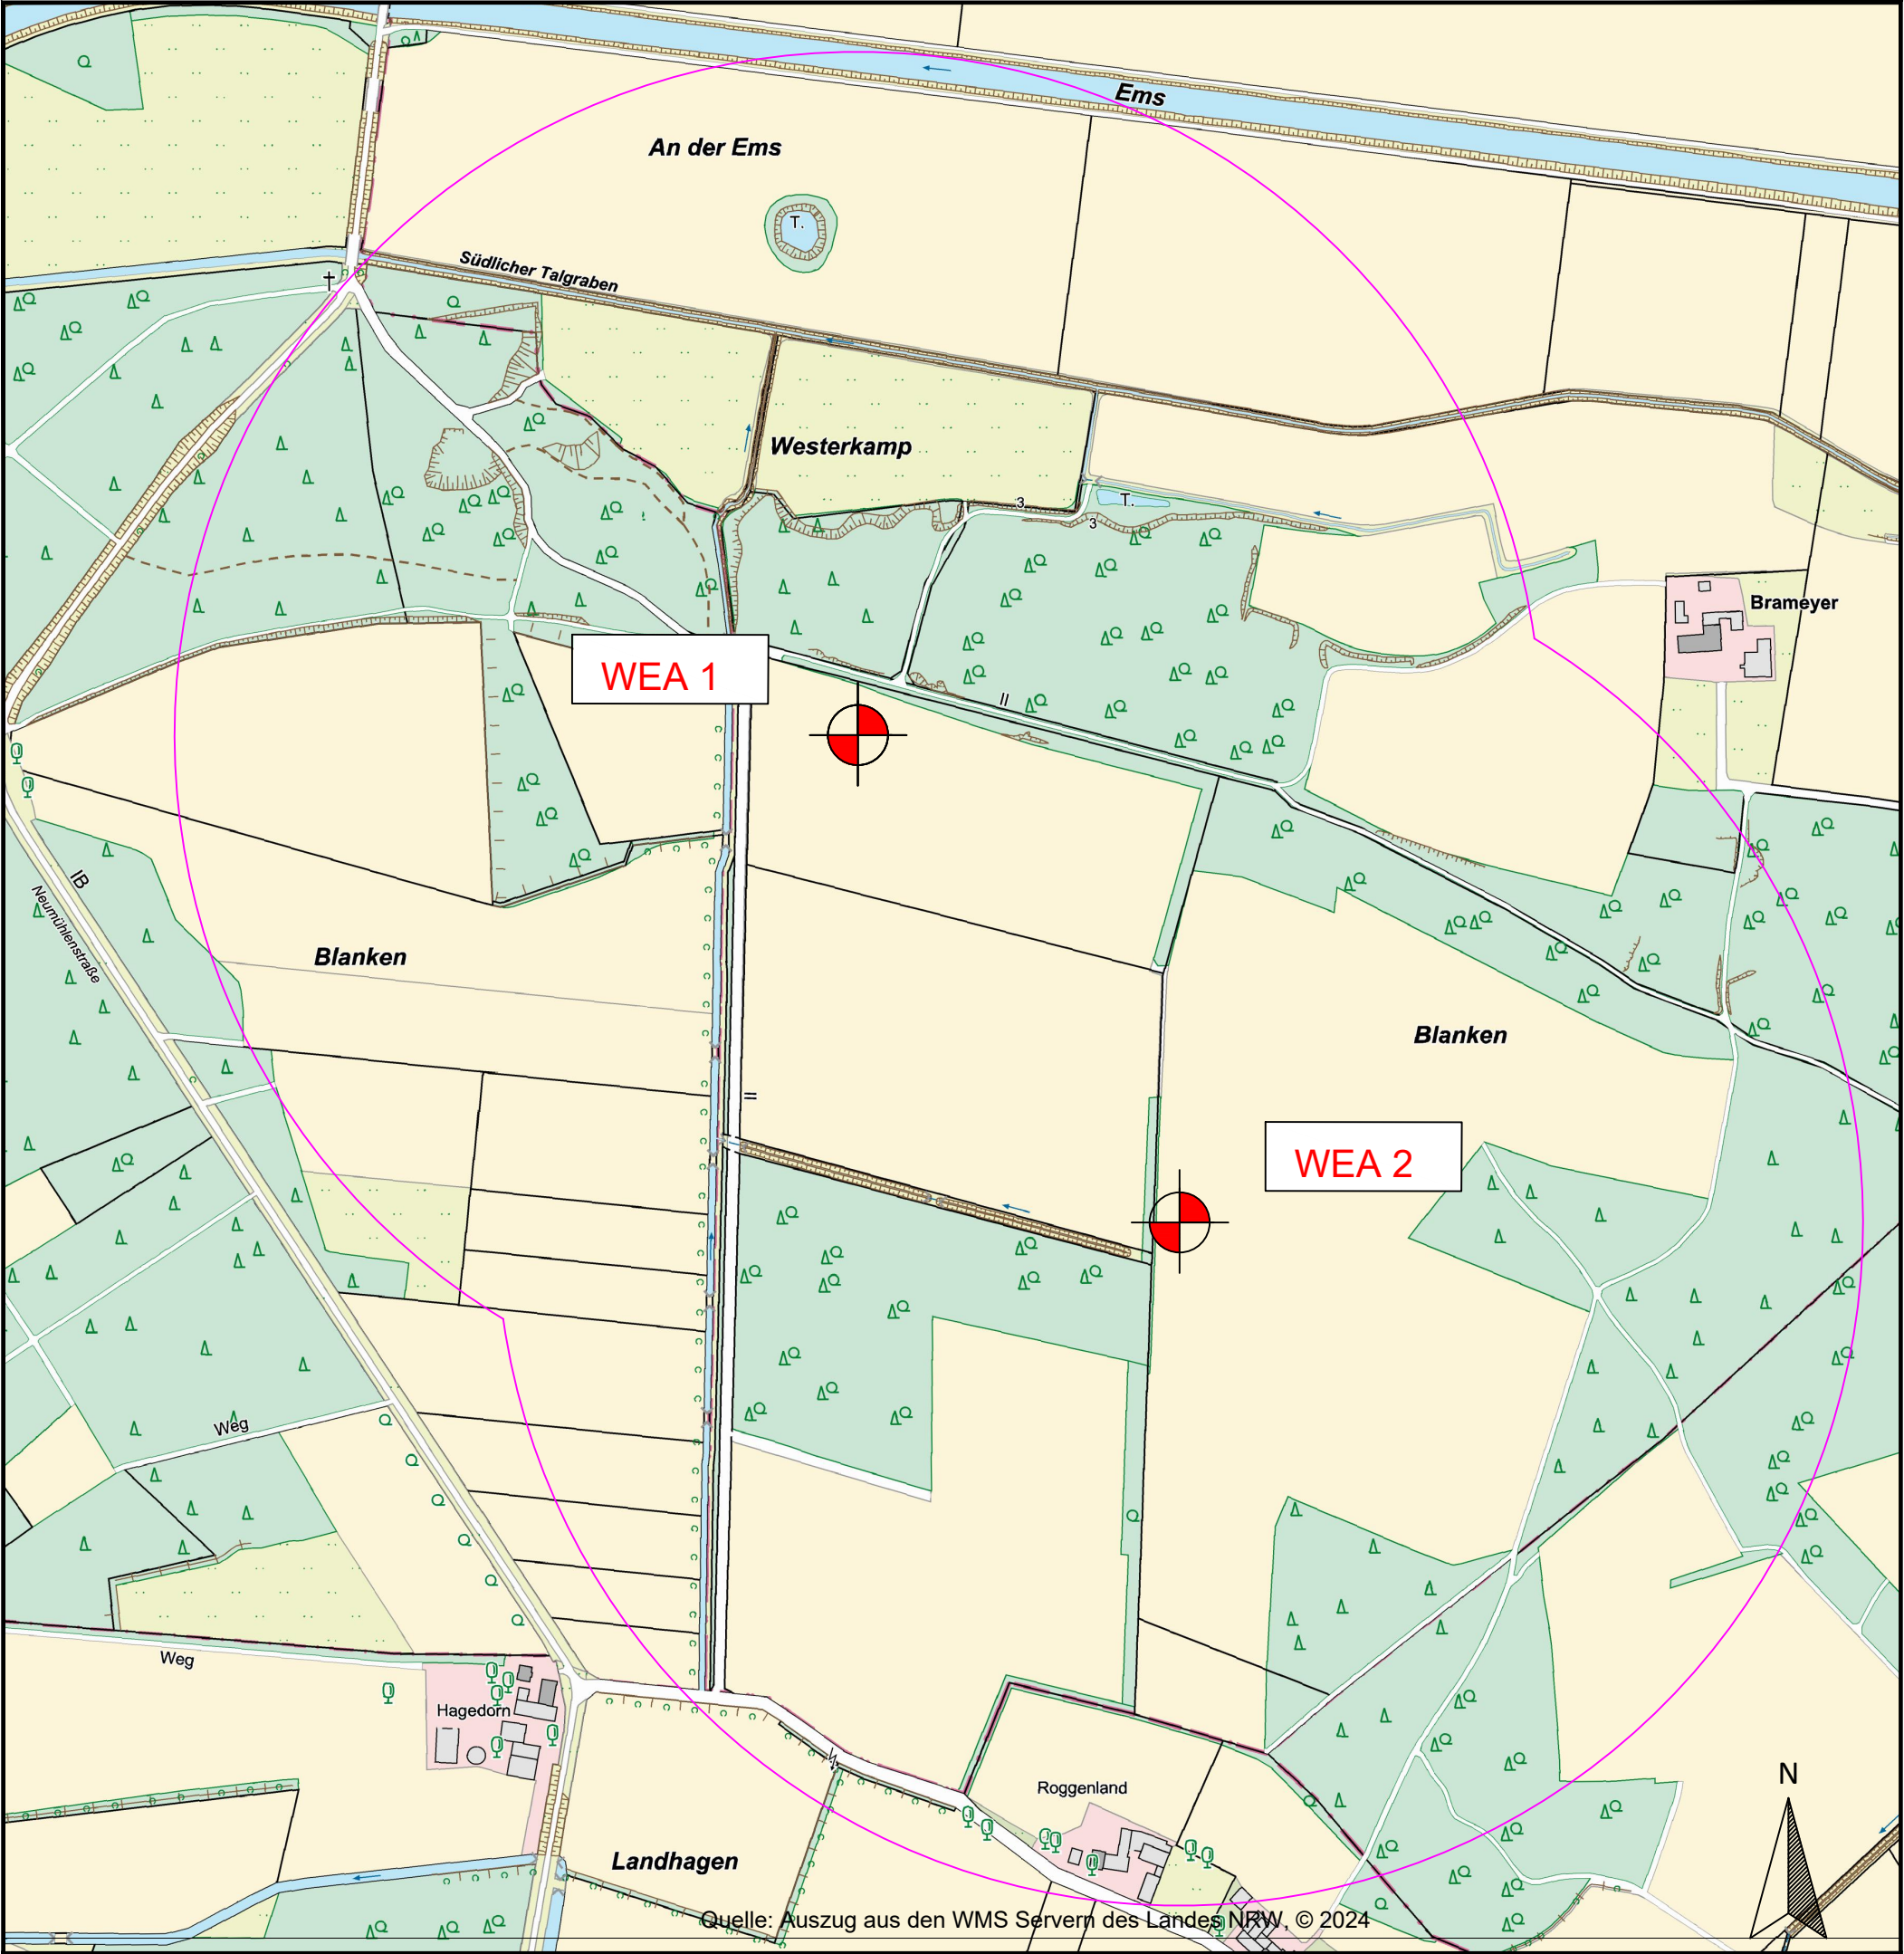 Ems
An der Ems
T.
Südlicher Talgraben
Westerkamp
3
T.
3
Brameyer
WEA 1
II
IB
Neumühlenstraße
Blanken
Blanken
II
WEA 2
Weg
Weg
Hagedorn
Roggenland
N
Landhagen
Quelle: Auszug aus den WMS Servern des Landes NRW, © 2024